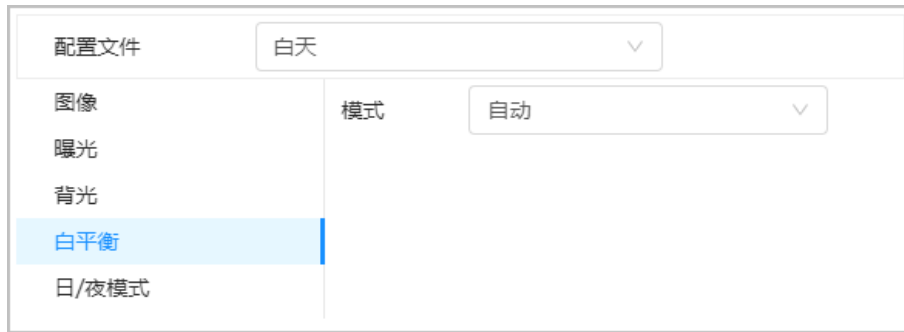 配置文件 白天
图像
模式 自动
曝光
背光
白平衡
日/夜模式